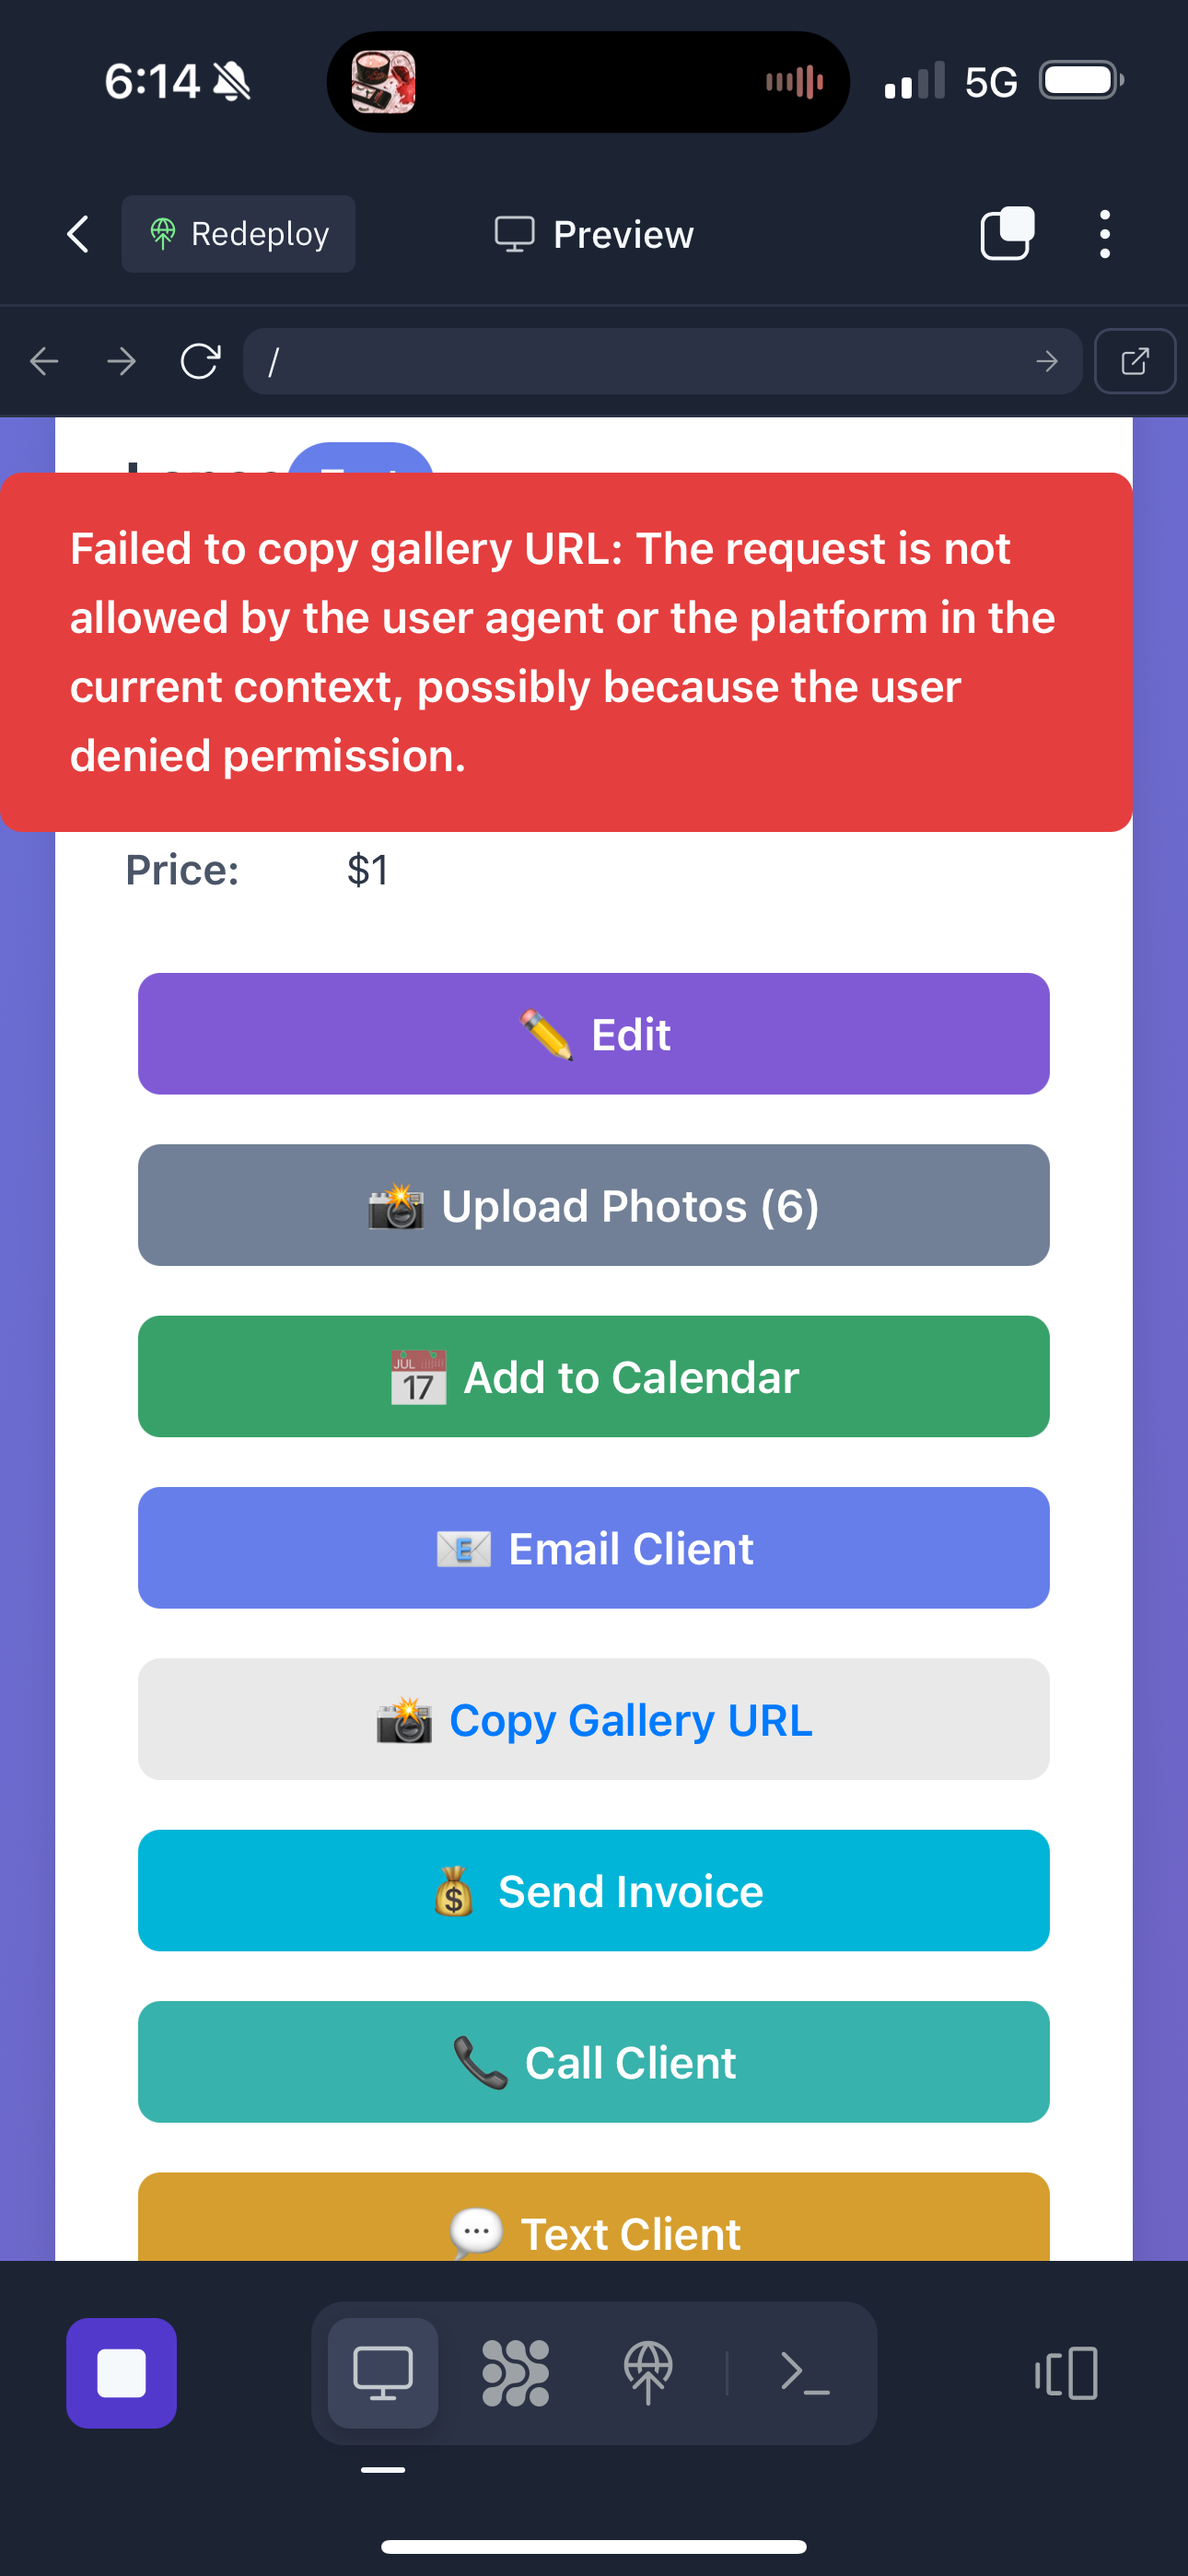 6:14
5G
Redeploy
Preview
/
Failed to copy gallery URL: The request is not
allowed by the user agent or the platform in the
current context, possibly because the user
denied permission.
Price: $1
✏️ Edit
📸 Upload Photos (6)
📅 Add to Calendar
📧 Email Client
📸 Copy Gallery URL
💰 Send Invoice
📞 Call Client
💬 Text Client